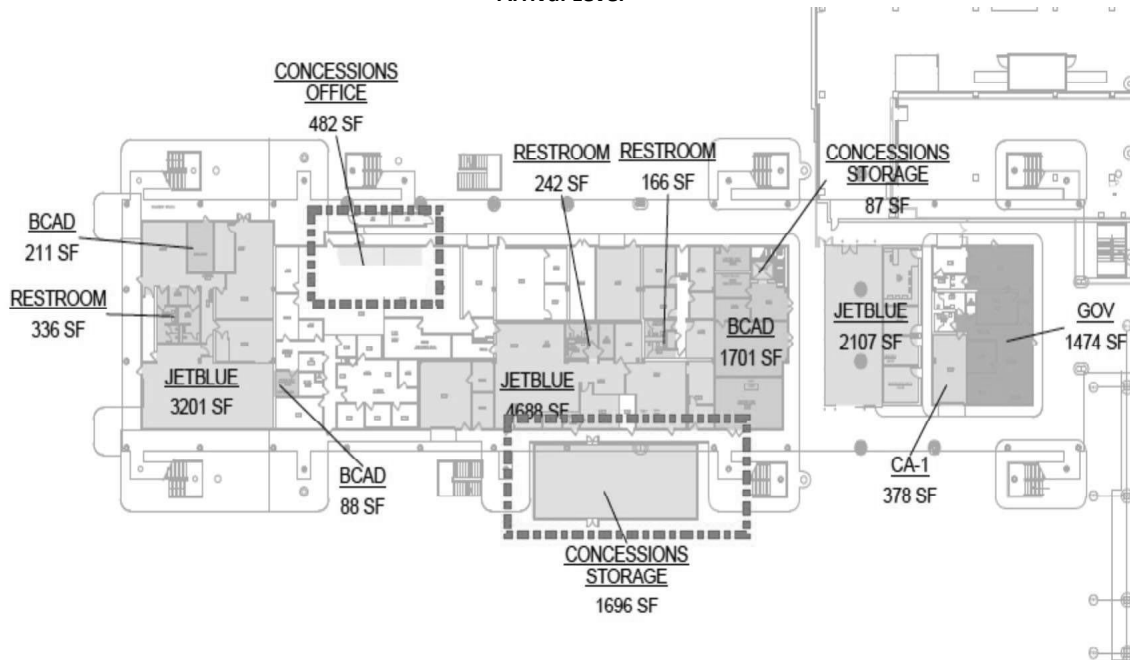 CONCESSIONS
OFFICE
482 SF
RESTROOM
242 SF
RESTROOM
166 SF
CONCESSIONS
STORAGE
87 SF
BCAD
211 SF
RESTROOM
336 SF
JETBLUE
3201 SF
BCAD
88 SF
JETBLUE
4688 SF
BCAD
1701 SF
JETBLUE
2107 SF
GOV
1474 SF
CA-1
378 SF
CONCESSIONS
STORAGE
1696 SF